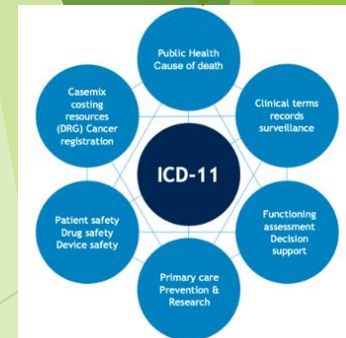 Public Health
Cause of death
Casemix
costing
resources
(DRG) Cancer
registration
Clinical terms
records
surveillance
ICD-11
Patient safety
Drug safety
Device safety
Functioning
assessment
Decision
support
Primary care
Prevention &
Research